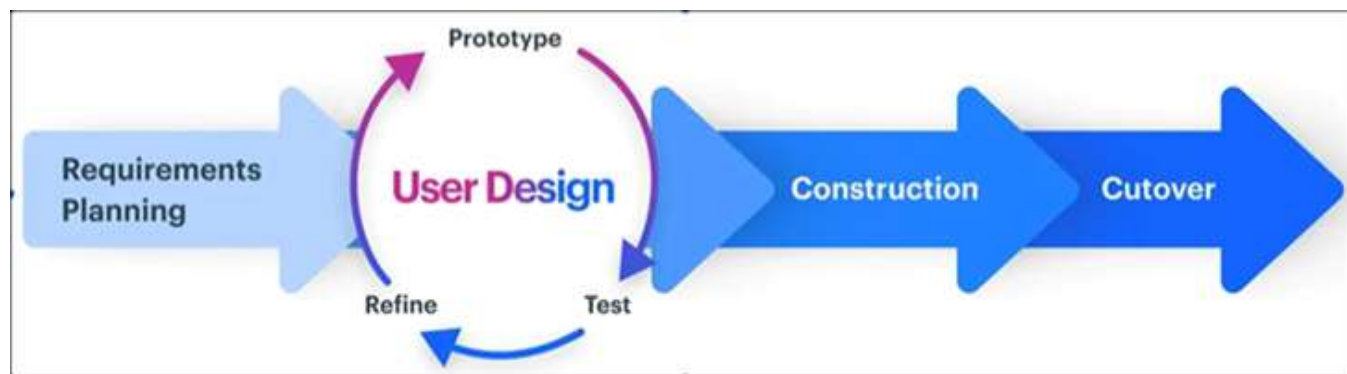 Prototype
Requirements
Planning
User Design
Construction
Cutover
Refine
Test